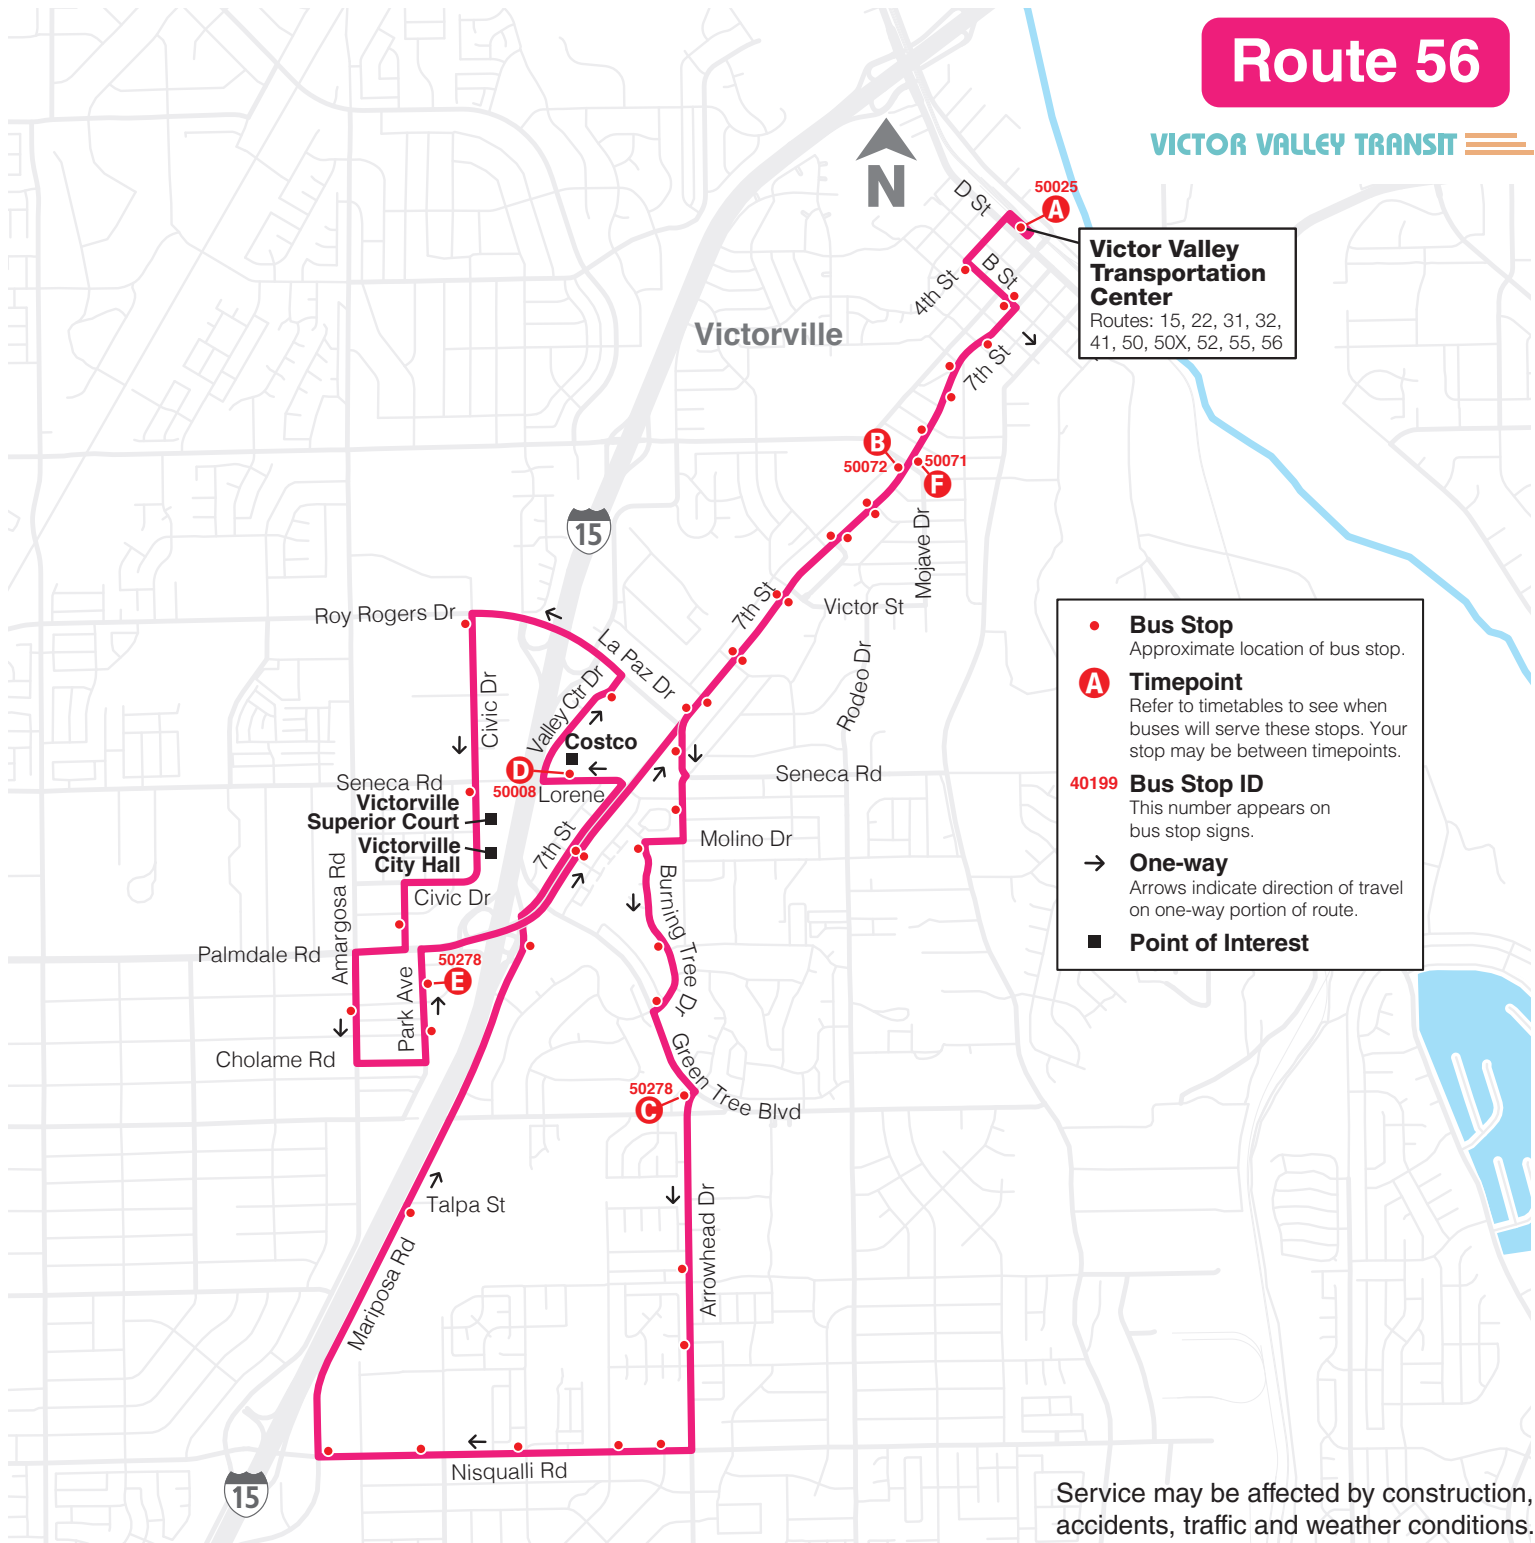 Route 56
VICTOR VALLEY TRANSIT
N
D St
50025
A
B St
4th St
Victor Valley
Transportation
Center
Routes: 15, 22, 31, 32,
41, 50, 50X, 52, 55, 56
Victorville
7th St
B
50072
50071
F
Mojave Dr
15
7th St
Victor St
Roy Rogers Dr
La Paz Dr
Rodeo Dr
Civic Dr
Valley Ctr Dr
Costco
D
50008
Lorene
Seneca Rd
Seneca Rd
Victorville
Superior Court
Victorville
City Hall
7th St
Molino Dr
Amargosa Rd
Civic Dr
Burning Tree Dr
Palmdale Rd
50278
E
Park Ave
Cholame Rd
Green Tree Blvd
50278
C
Talpa St
Mariposa Rd
Arrowhead Dr
Nisqualli Rd
15
Bus Stop
Approximate location of bus stop.
A
Timepoint
Refer to timetables to see when
buses will serve these stops. Your
stop may be between timepoints.
40199
Bus Stop ID
This number appears on
bus stop signs.
One-way
Arrows indicate direction of travel
on one-way portion of route.
Point of Interest
Service may be affected by construction,
accidents, traffic and weather conditions.